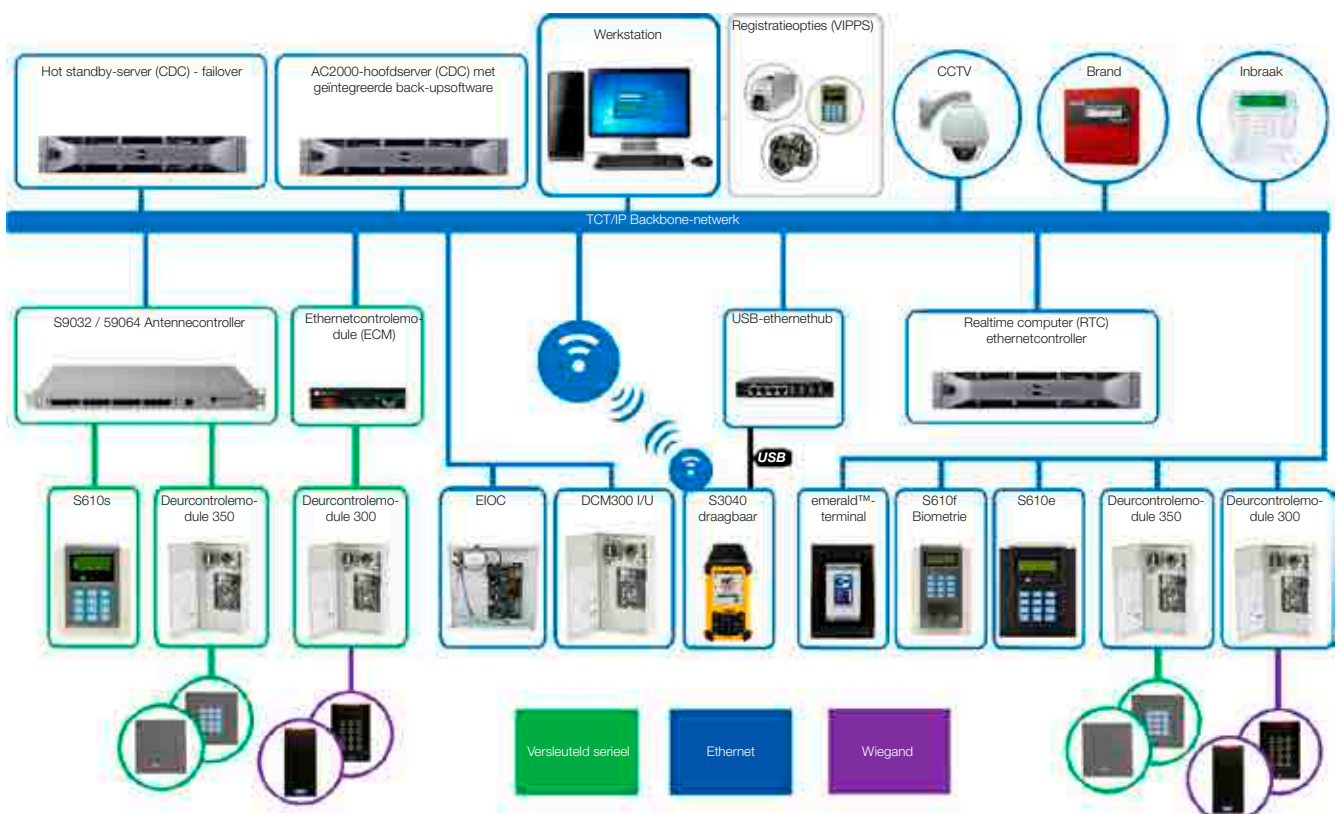 Hot standby-server (CDC) - failover
AC2000-hoofdserver (CDC) met
geïntegreerde back-upsoftware
Werkstation
Registratieopties (VIPPS)
CCTV
Brand
Inbraak
TCT/IP Backbone-netwerk
S9032 / 59064 Antennecontroller
Ethernetcontrolemo-
dule (ECM)
USB-ethernethub
Realtime computer (RTC)
ethernetcontroller
USB
S610s
Deurcontrolemo-
dule 350
Deurcontrolemo-
dule 300
EIOC
DCM300 I/U
S3040
draagbaar
emerald™-
terminal
S610f
Biometrie
S610e
Deurcontrolemo-
dule 350
Deurcontrolemo-
dule 300
Versleuteld serieel
Ethernet
Wiegand